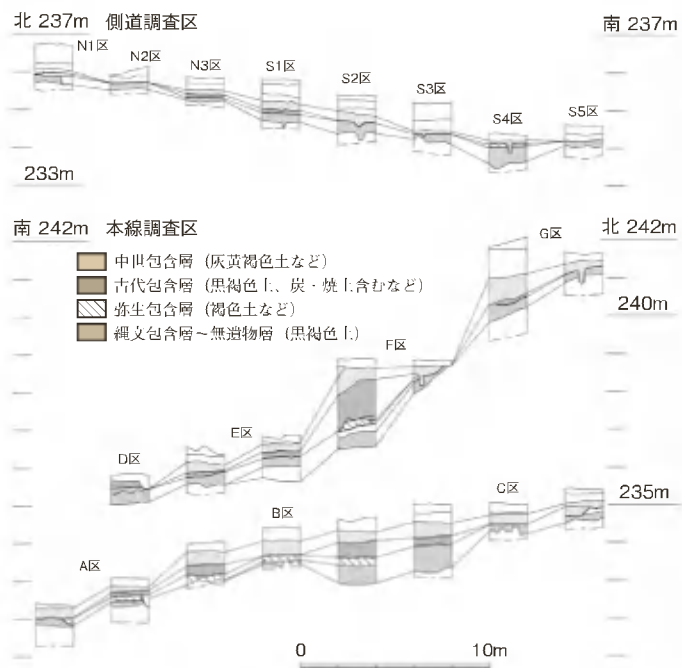 北 237m 側道調査区 南 237m
N1区
N2区
N3区
S1区
S2区
S3区
S4区
S5区
233m
南 242m 本線調査区 北 242m
G区
中世包含層（灰黄褐色土など）
古代包含層（黒褐色土、炭・焼土含むなど）
弥生包含層（褐色土など）
縄文包含層～無遺物層（黒褐色土）
240m
F区
E区
D区
235m
C区
B区
A区
0 10m